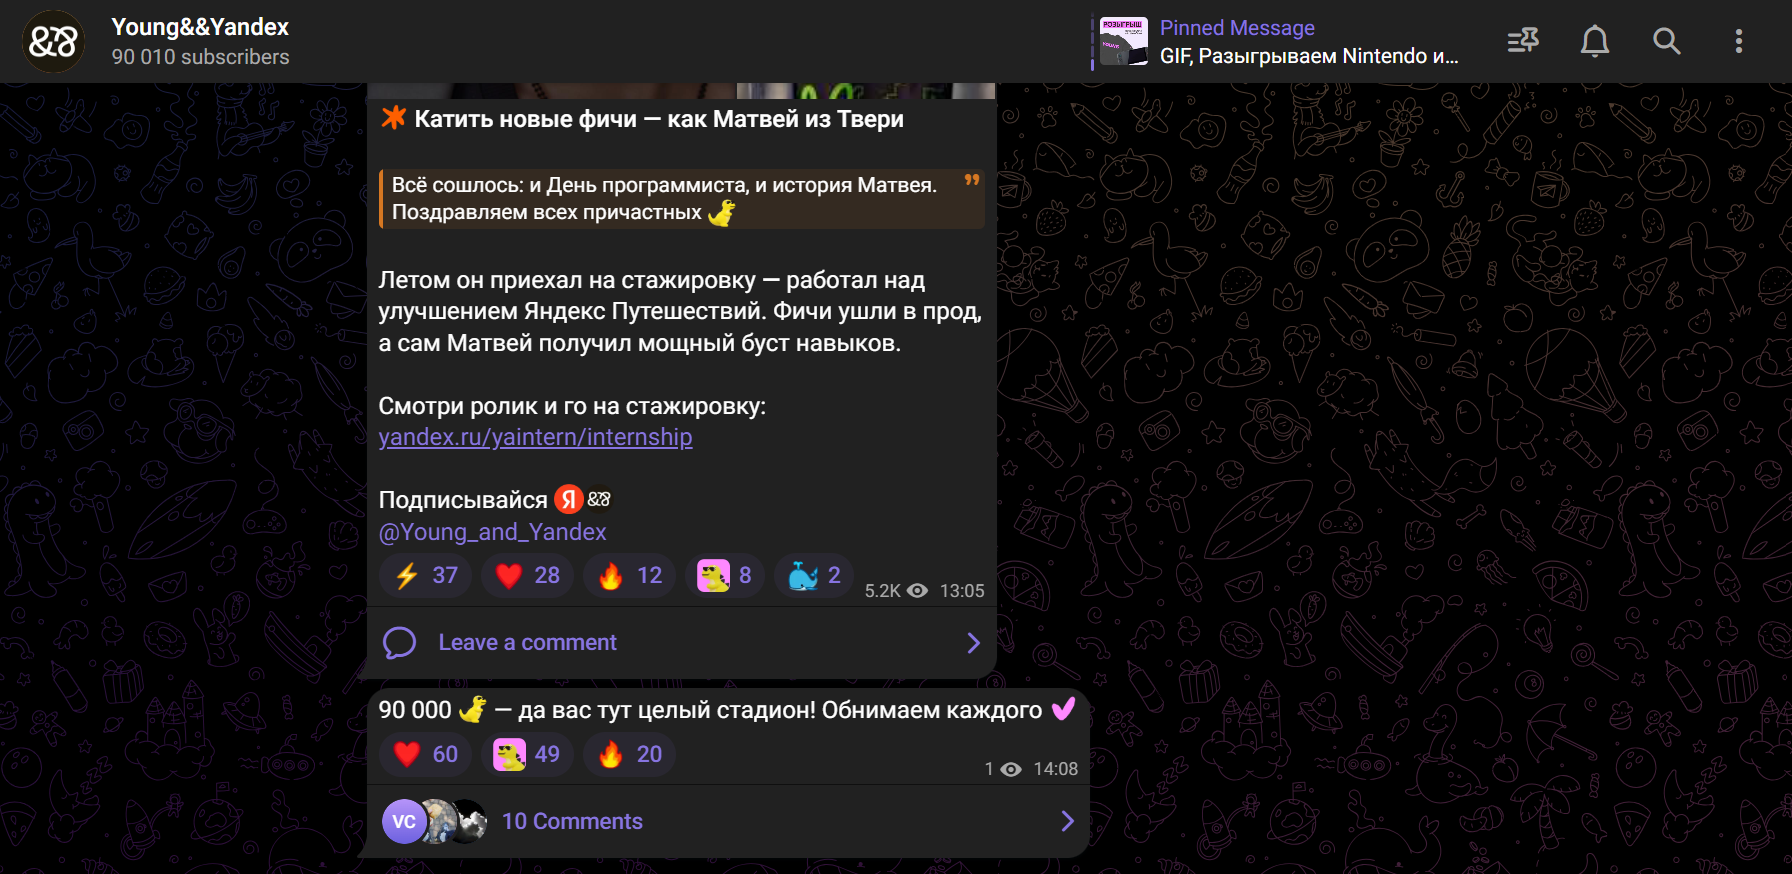 Young&&Yandex
90 010 subscribers
Pinned Message
GIF, Разыгрываем Nintendo и...
РОЗЫГРЫШ
Катить новые фичи — как Матвей из Твери
Всё сошлось: и День программиста, и история Матвея.
Поздравляем всех причастных
Летом он приехал на стажировку — работал над
улучшением Яндекс Путешествий. Фичи ушли в прод,
а сам Матвей получил мощный буст навыков.
Смотри ролик и го на стажировку:
yandex.ru/yaintern/internship
Подписывайся Я &&
@Young_and_Yandex
37 28 12 8 2 5.2K 13:05
Leave a comment
90 000 — да вас тут целый стадион! Обнимаем каждого
60 49 20 1 14:08
VC 10 Comments